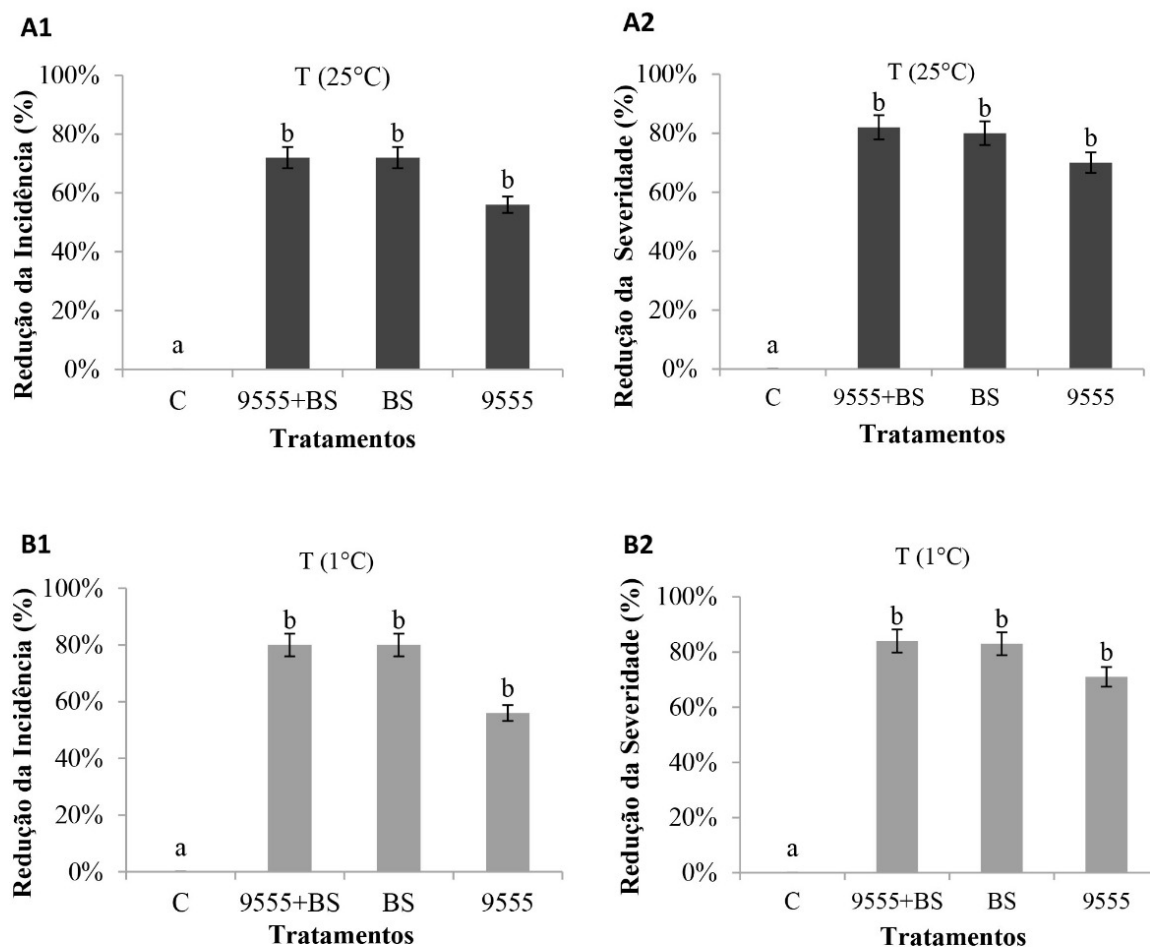 A1
T (25°C)
Redução da Incidência (%)
100%
80%
60%
40%
20%
0%
a
b
b
b
C
9555+BS
BS
9555
Tratamentos
A2
T (25°C)
Redução da Severidade (%)
100%
80%
60%
40%
20%
0%
a
b
b
b
C
9555+BS
BS
9555
Tratamentos
B1
T (1°C)
Redução da Incidência (%)
100%
80%
60%
40%
20%
0%
a
b
b
b
C
9555+BS
BS
9555
Tratamentos
B2
T (1°C)
Redução da Severidade (%)
100%
80%
60%
40%
20%
0%
a
b
b
b
C
9555+BS
BS
9555
Tratamentos